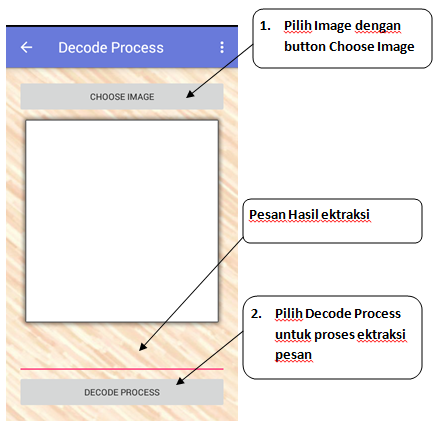 Decode Process
CHOOSE IMAGE
DECODE PROCESS
1. Pilih Image dengan
button Choose Image
Pesan Hasil ektraksi
2. Pilih Decode Process
untuk proses ektraksi
pesan